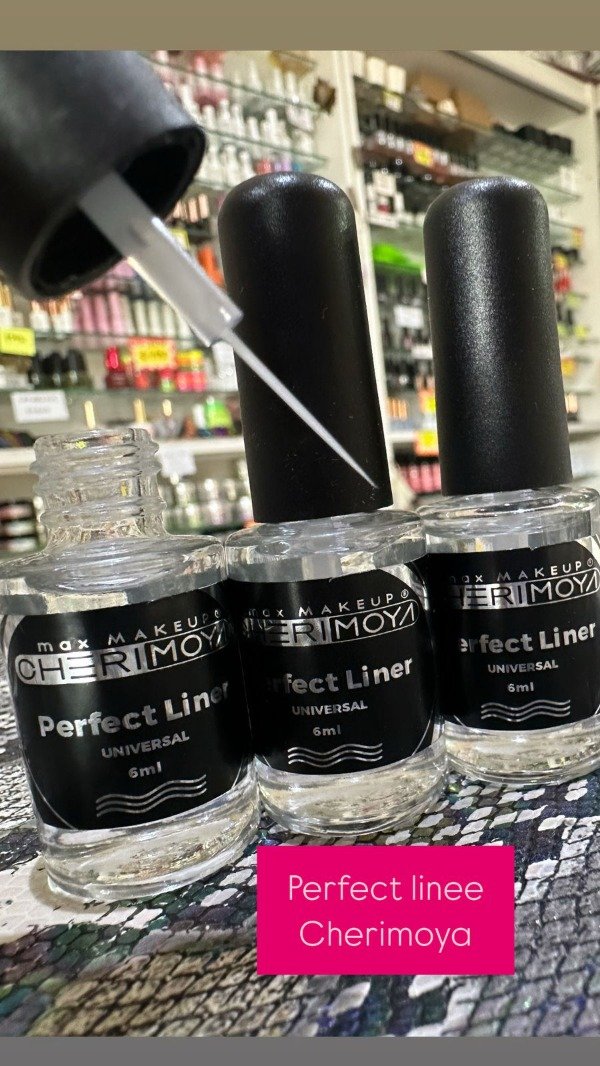 max MAKEUP®
CHERIMOYA
Perfect Liner
UNIVERSAL
6ml
max MAKEUP®
CHERIMOYA
rfect Liner
UNIVERSAL
6ml
max MAKEUP
CHERIMOYA
erfect Liner
UNIVERSAL
6ml
Perfect linee
Cherimoya